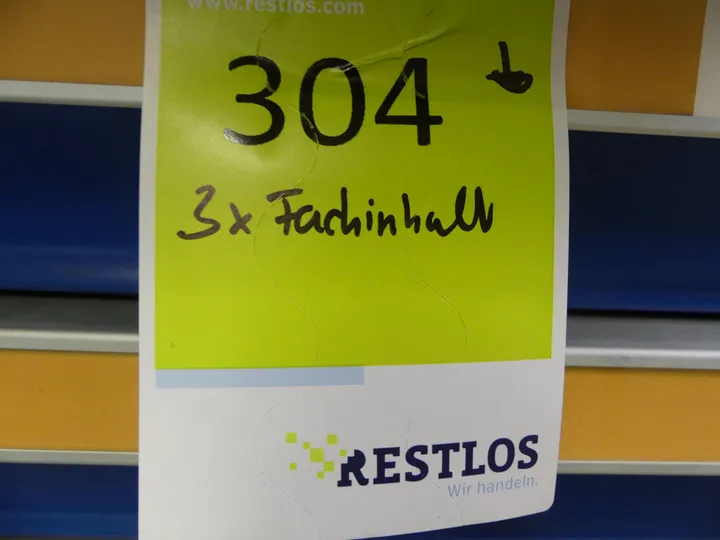 www.restlos.com
304
3x Fachinhalt
RESTLOS
Wir handeln.